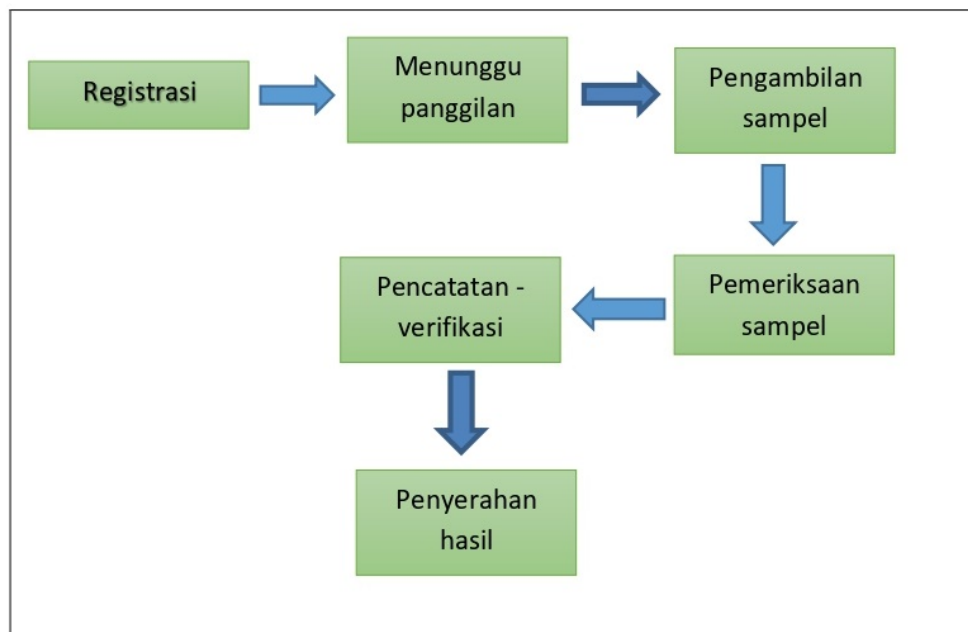 Registrasi
Menunggu
panggilan
Pengambilan
sampel
Pemeriksaan
sampel
Pencatatan -
verifikasi
Penyerahan
hasil